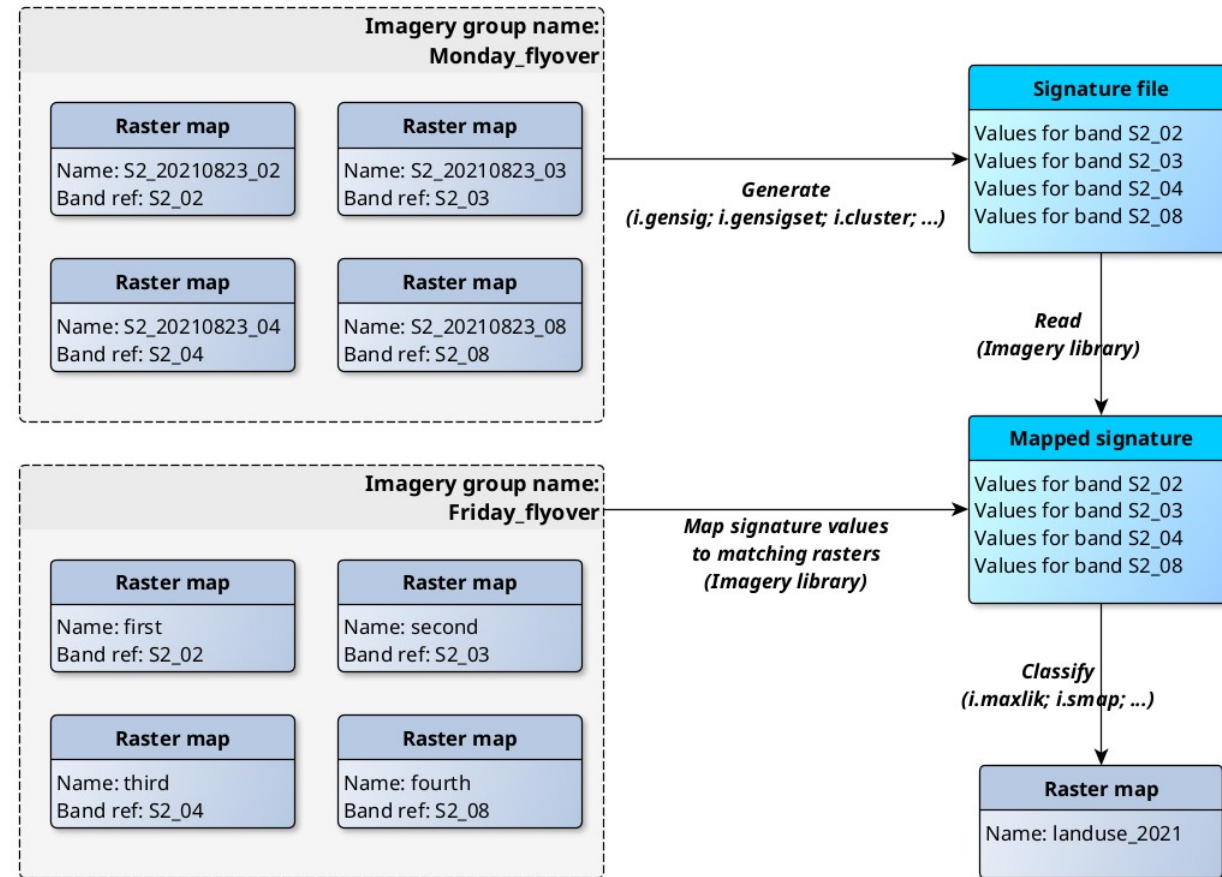 Imagery group name:
Monday_flyover
Raster map
Name: S2_20210823_02
Band ref: S2_02
Raster map
Name: S2_20210823_03
Band ref: S2_03
Raster map
Name: S2_20210823_04
Band ref: S2_04
Raster map
Name: S2_20210823_08
Band ref: S2_08
Generate
(i.gensig; i.gensigset; i.cluster; ...)
Signature file
Values for band S2_02
Values for band S2_03
Values for band S2_04
Values for band S2_08
Read
(Imagery library)
Imagery group name:
Friday_flyover
Raster map
Name: first
Band ref: S2_02
Raster map
Name: second
Band ref: S2_03
Raster map
Name: third
Band ref: S2_04
Raster map
Name: fourth
Band ref: S2_08
Map signature values
to matching rasters
(Imagery library)
Mapped signature
Values for band S2_02
Values for band S2_03
Values for band S2_04
Values for band S2_08
Classify
(i.maxlik; i.smap; ...)
Raster map
Name: landuse_2021